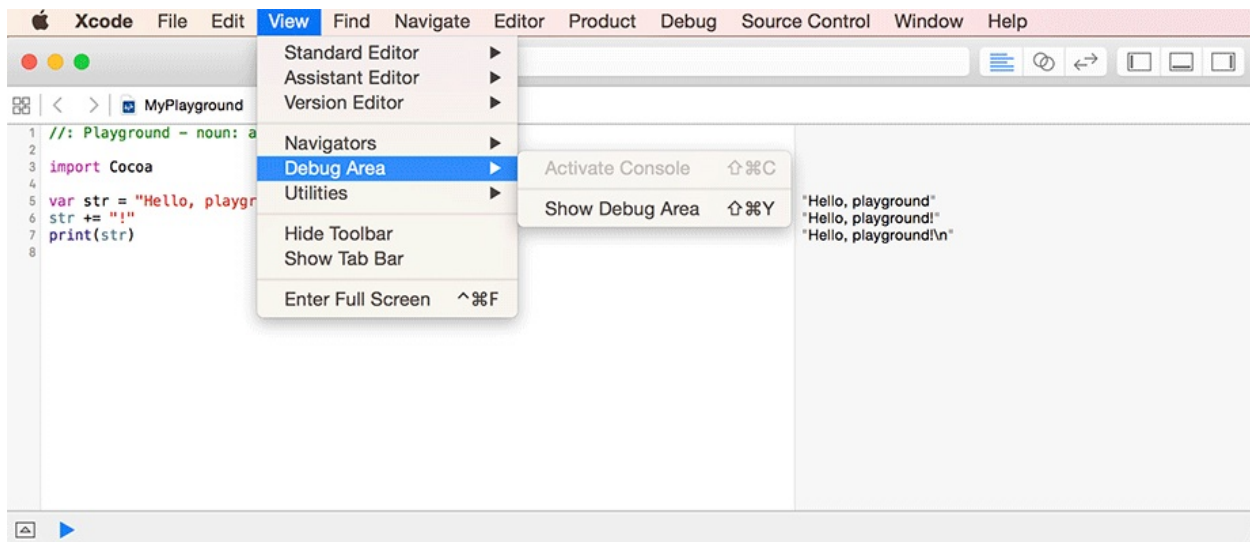 Xcode File Edit View Find Navigate Editor Product Debug Source Control Window Help
Standard Editor
Assistant Editor
Version Editor
Navigators
Debug Area
Utilities
Hide Toolbar
Show Tab Bar
Enter Full Screen ^⌘F
Activate Console ⇧⌘C
Show Debug Area ⇧⌘Y
MyPlayground
1 //: Playground – noun: a
2
3 import Cocoa
4
5 var str = "Hello, playgr
6 str += "!"
7 print(str)
8
"Hello, playground"
"Hello, playground!"
"Hello, playground!\n"